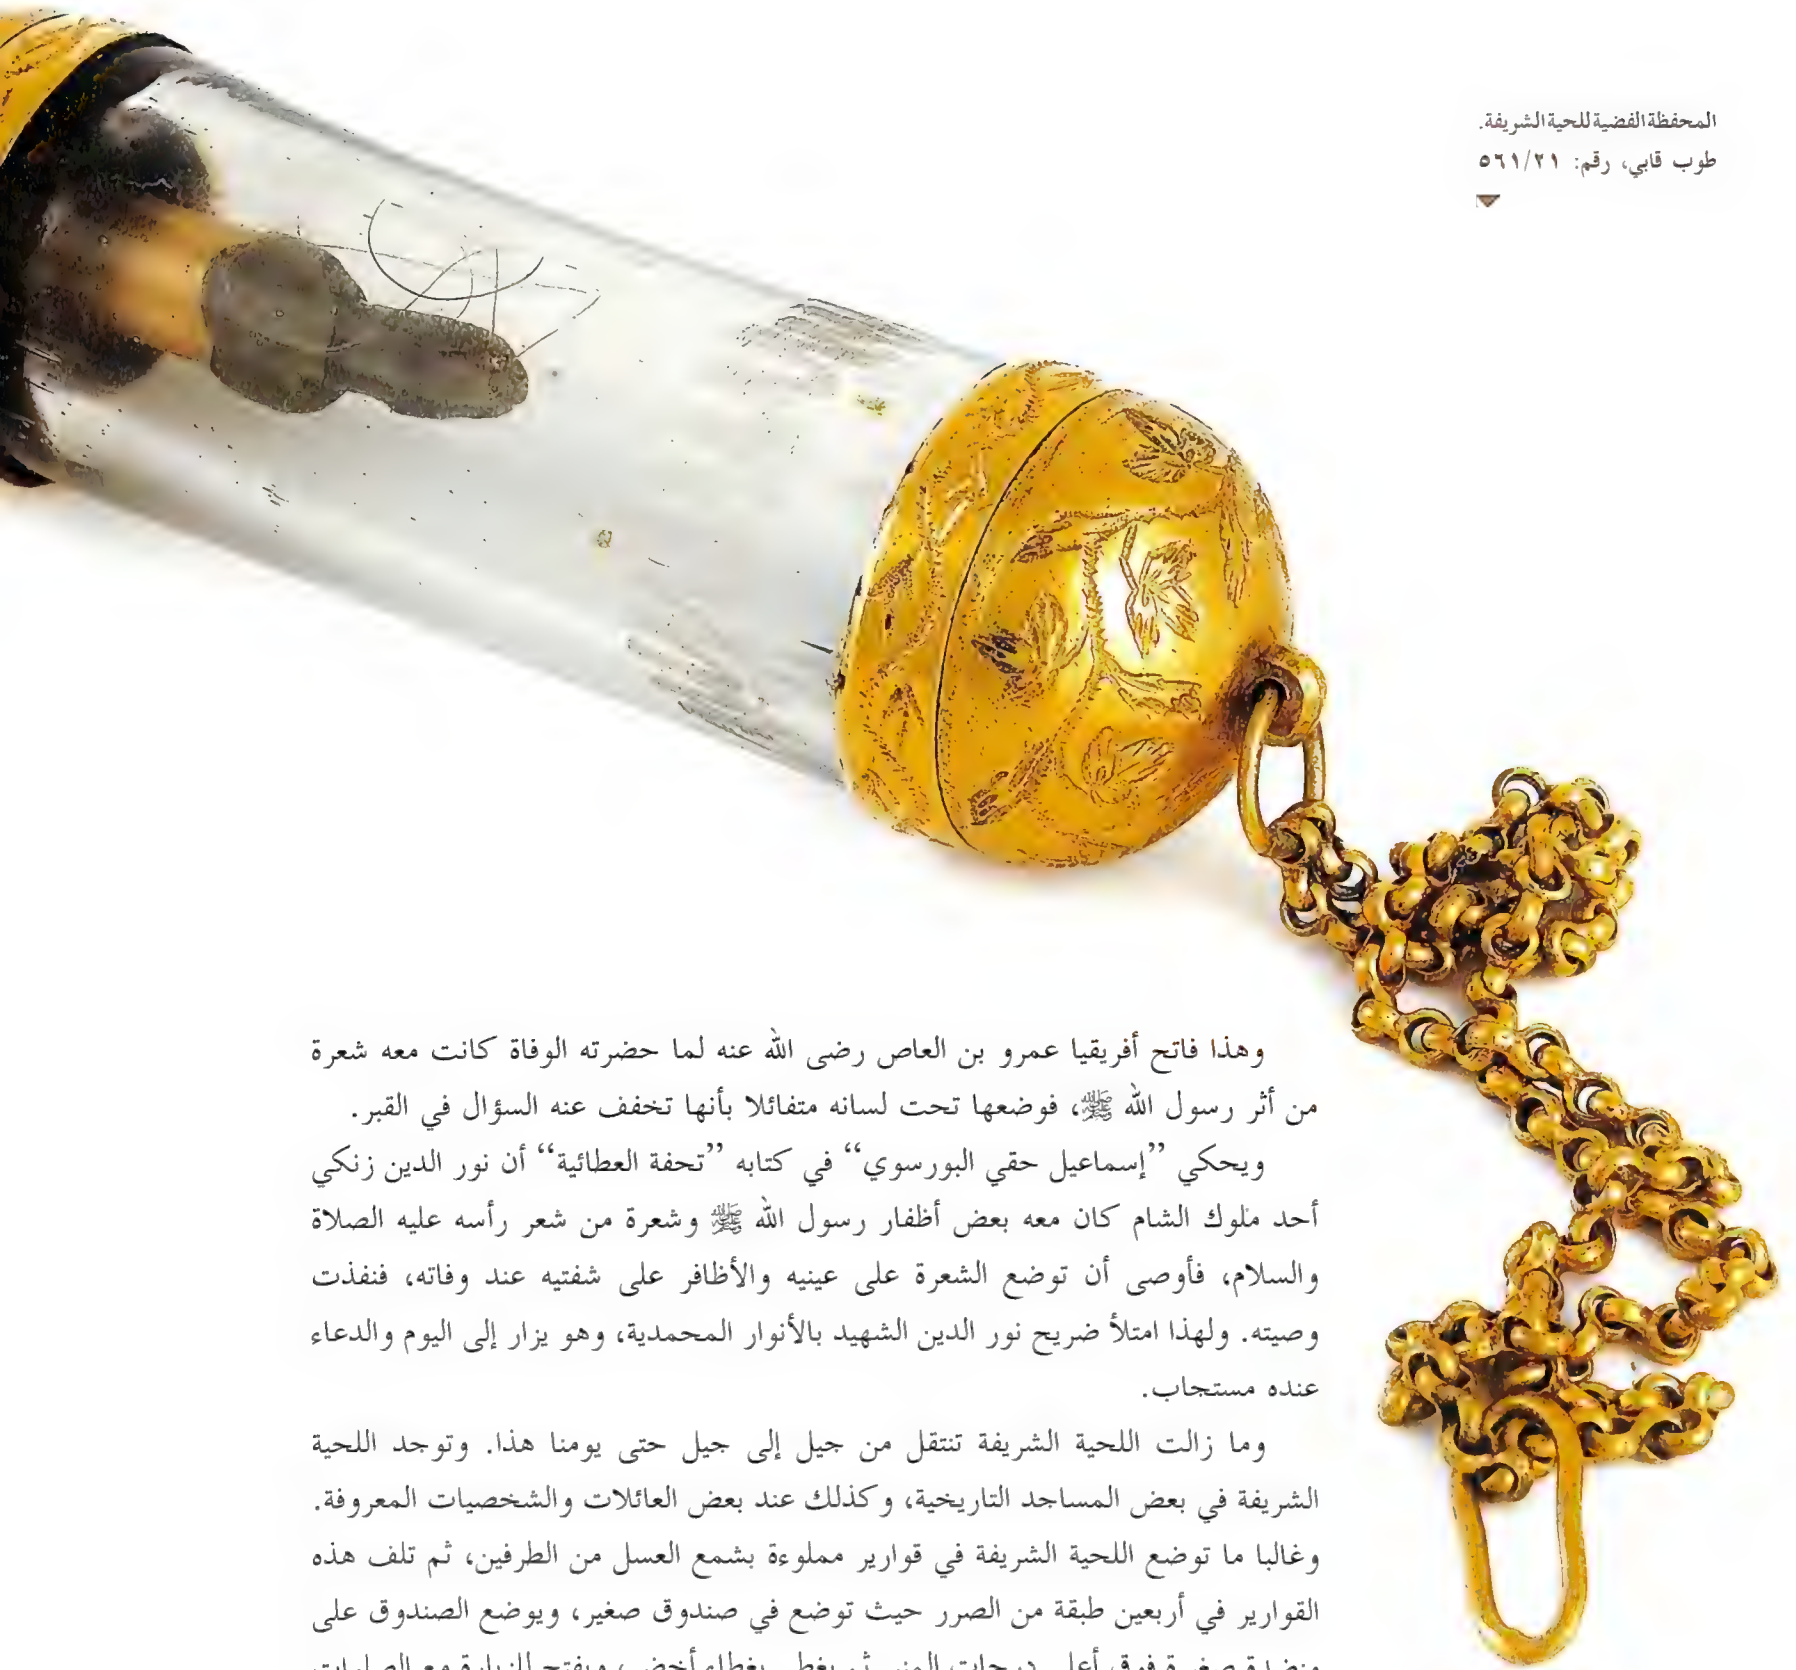 المحفظة الفضية للحية الشريفة.
طوب قابي، رقم: ٥٦١/٢١
وهذا فاتح أفريقيا عمرو بن العاص رضى الله عنه لما حضرته الوفاة كانت معه شعرة
من أثر رسول الله ﷺ، فوضعها تحت لسانه متفائلا بأنها تخفف عنه السؤال في القبر.
ويحكي ”إسماعيل حقي البورسوي“ في كتابه ”تحفة العطائية“ أن نور الدين زنكي
أحد ملوك الشام كان معه بعض أظفار رسول الله ﷺ وشعرة من شعر رأسه عليه الصلاة
والسلام، فأوصى أن توضع الشعرة على عينيه والأظافر على شفتيه عند وفاته، فنفذت
وصيته. ولهذا امتلأ ضريح نور الدين الشهيد بالأنوار المحمدية، وهو يزار إلى اليوم والدعاء
عنده مستجاب.
وما زالت اللحية الشريفة تنتقل من جيل إلى جيل حتى يومنا هذا. وتوجد اللحية
الشريفة في بعض المساجد التاريخية، وكذلك عند بعض العائلات والشخصيات المعروفة.
وغالبا ما توضع اللحية الشريفة في قوارير مملوءة بشمع العسل من الطرفين، ثم تلف هذه
القوارير في أربعين طبقة من الصرر حيث توضع في صندوق صغير، ويوضع الصندوق على